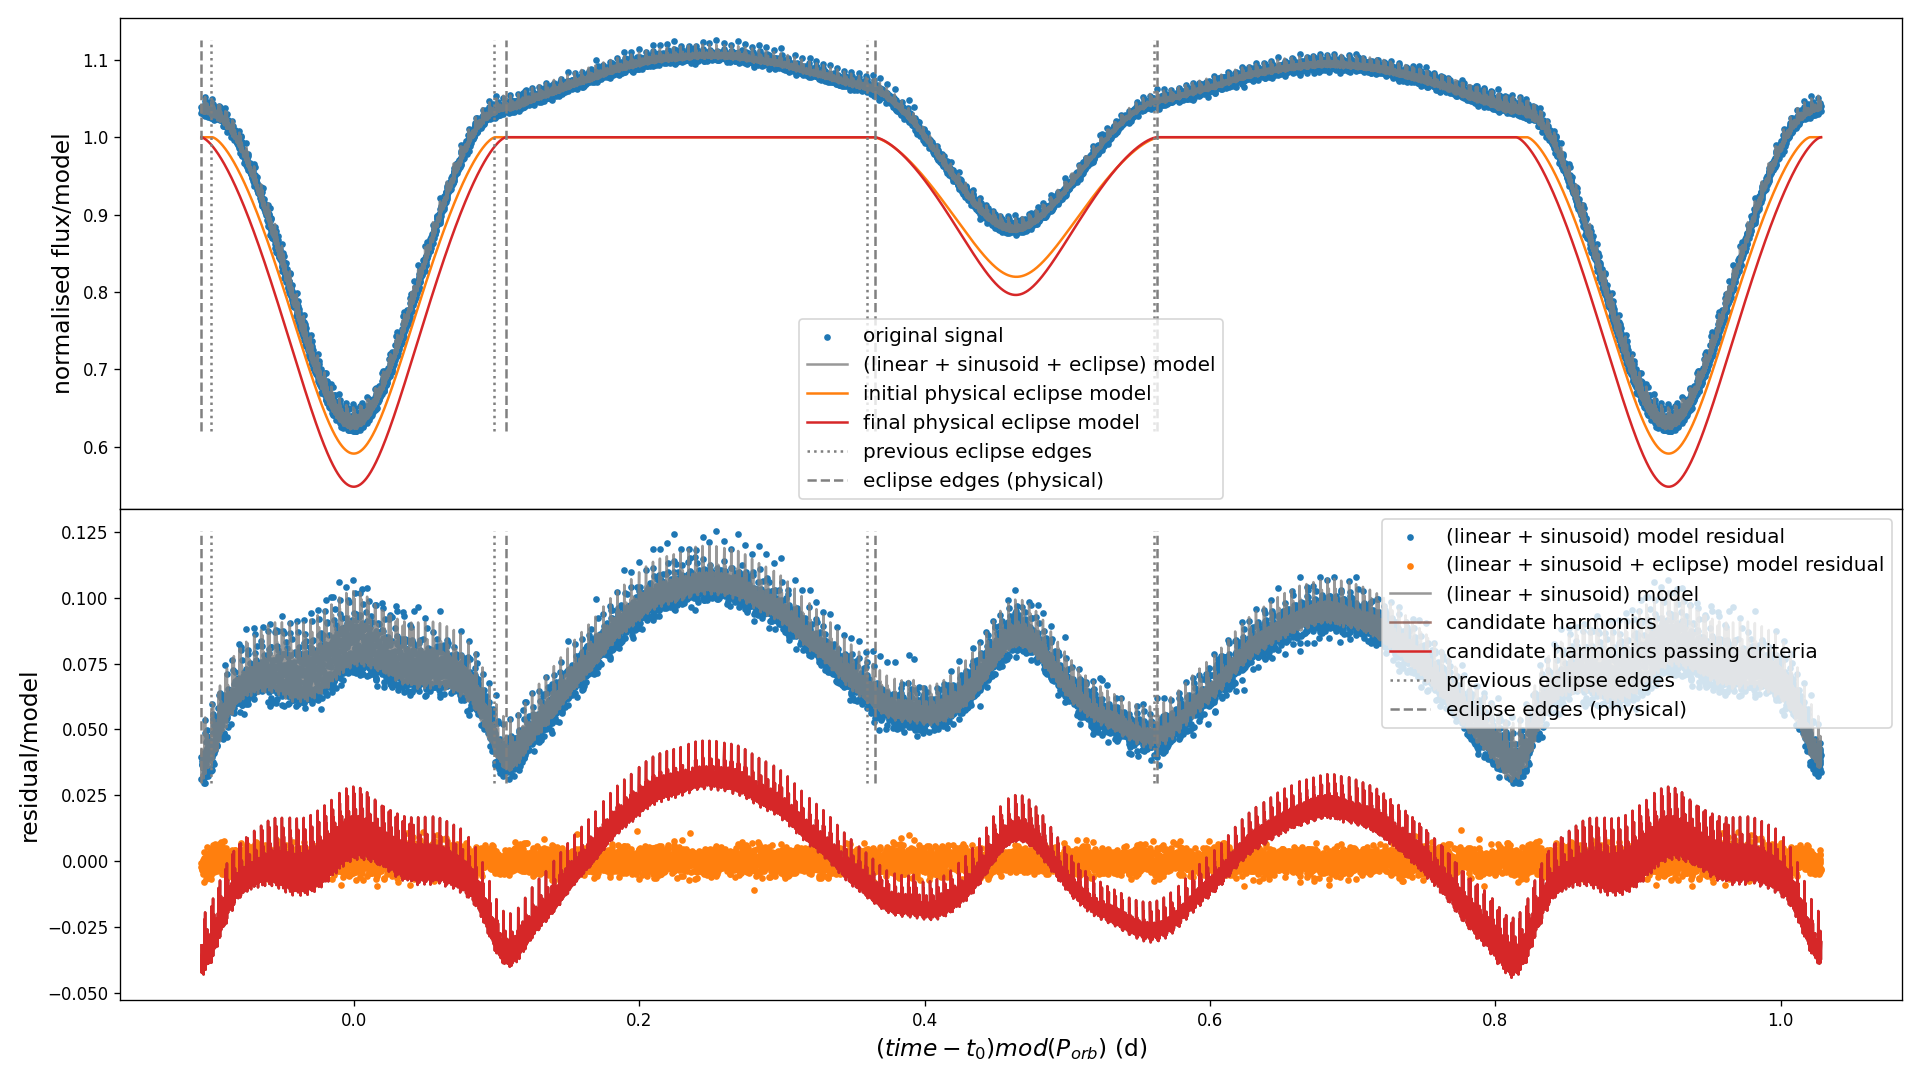 normalised flux/model
1.1
1.0
0.9
0.8
0.7
0.6
original signal
(linear + sinusoid + eclipse) model
initial physical eclipse model
final physical eclipse model
previous eclipse edges
eclipse edges (physical)
residual/model
0.125
0.100
0.075
0.050
0.025
0.000
−0.025
−0.050
(linear + sinusoid) model residual
(linear + sinusoid + eclipse) model residual
(linear + sinusoid) model
candidate harmonics
candidate harmonics passing criteria
previous eclipse edges
eclipse edges (physical)
0.0 0.2 0.4 0.6 0.8 1.0
(time − t₀)mod(P_orb) (d)